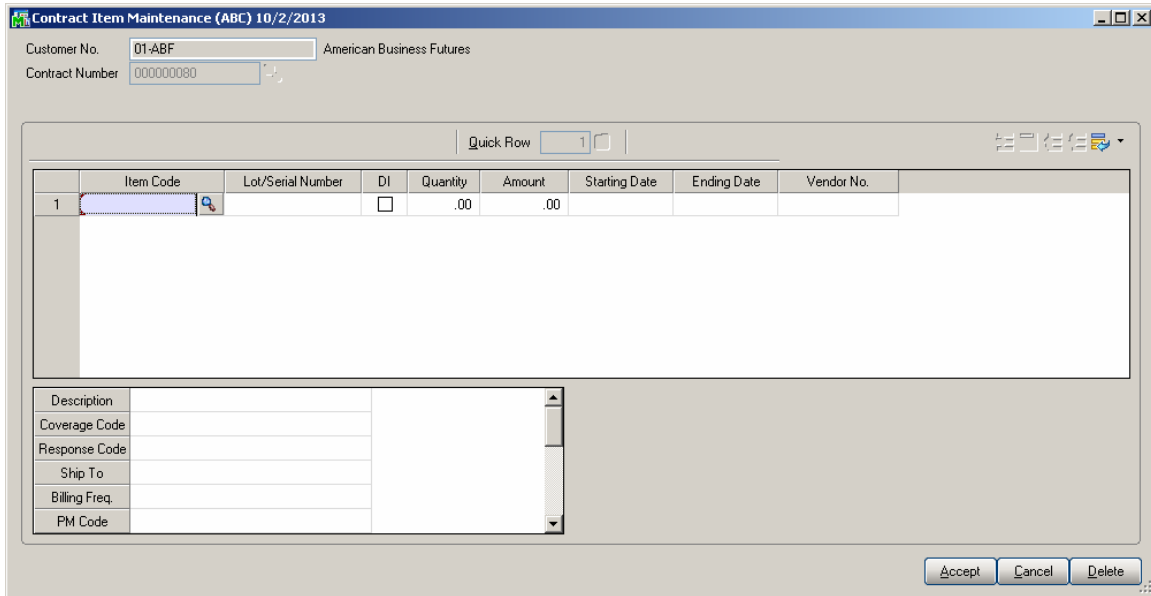 Contract Item Maintenance (ABC) 10/2/2013
Customer No. 01-ABF American Business Futures
Contract Number 000000080
Quick Row 1
Item Code Lot/Serial Number DI Quantity Amount Starting Date Ending Date Vendor No.
1 .00 .00
Description
Coverage Code
Response Code
Ship To
Billing Freq.
PM Code
Accept Cancel Delete